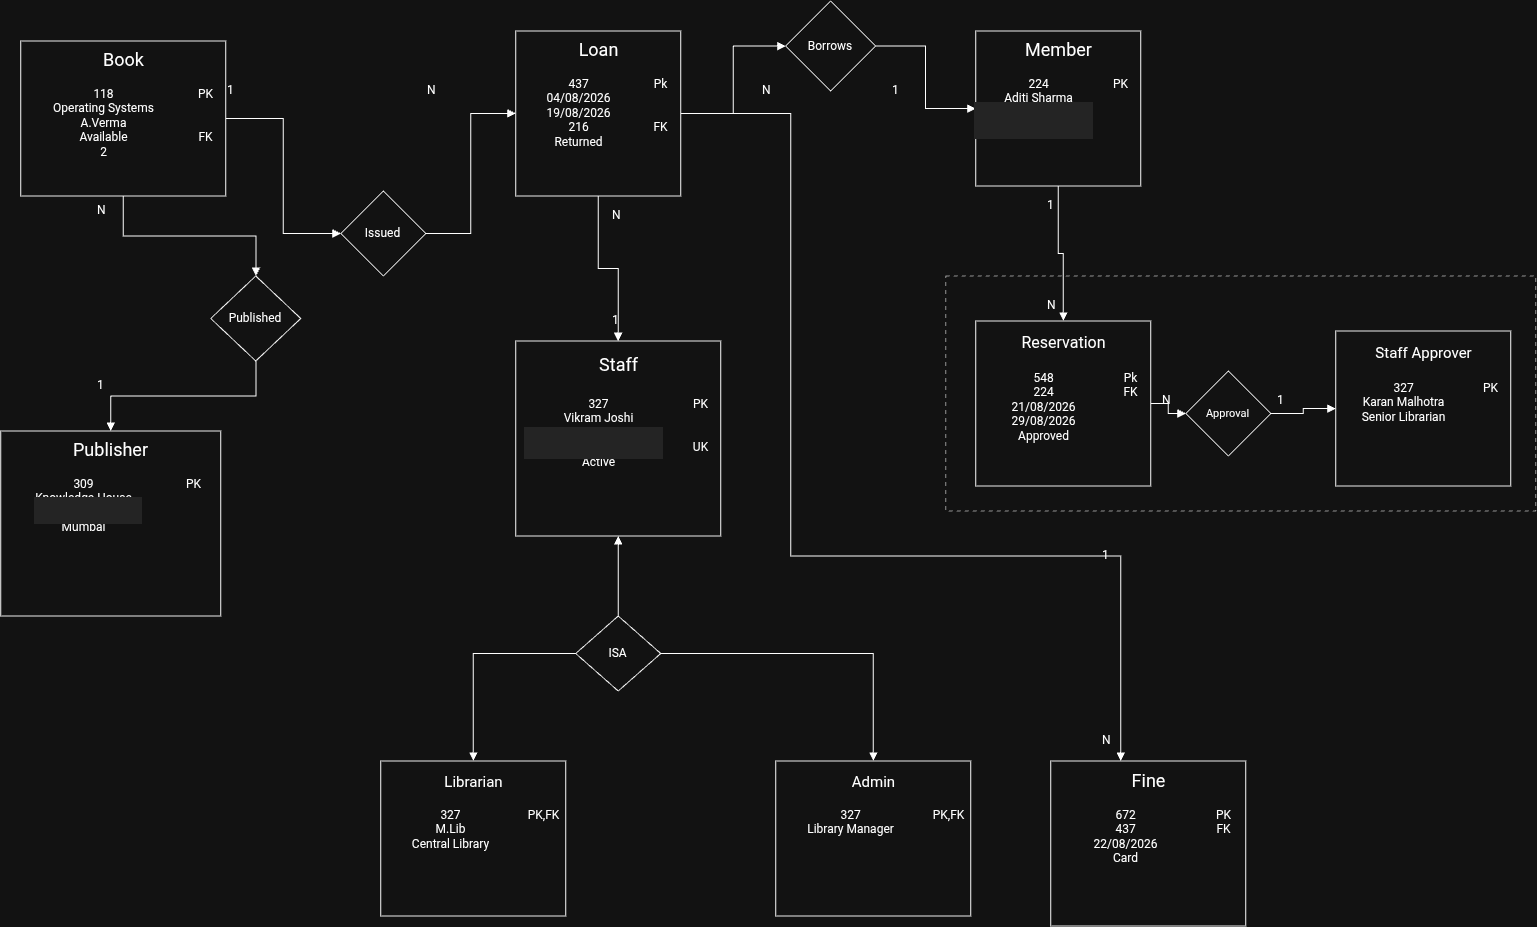 Book
118 PK
Operating Systems
A.Verma
Available FK
2
1
N
Issued
N
Published
1
Publisher
309 PK
Knowledge House
Mumbai
Loan
437 Pk
04/08/2026
19/08/2026
216 FK
Returned
N
1
Borrows
N
1
Member
224 PK
Aditi Sharma
1
N
Staff
327 PK
Vikram Joshi
UK
Active
ISA
Reservation
548 Pk
224 FK
21/08/2026
29/08/2026
Approved
N
Approval
1
Staff Approver
327 PK
Karan Malhotra
Senior Librarian
1
N
Librarian
327 PK,FK
M.Lib
Central Library
Admin
327 PK,FK
Library Manager
Fine
672 PK
437 FK
22/08/2026
Card